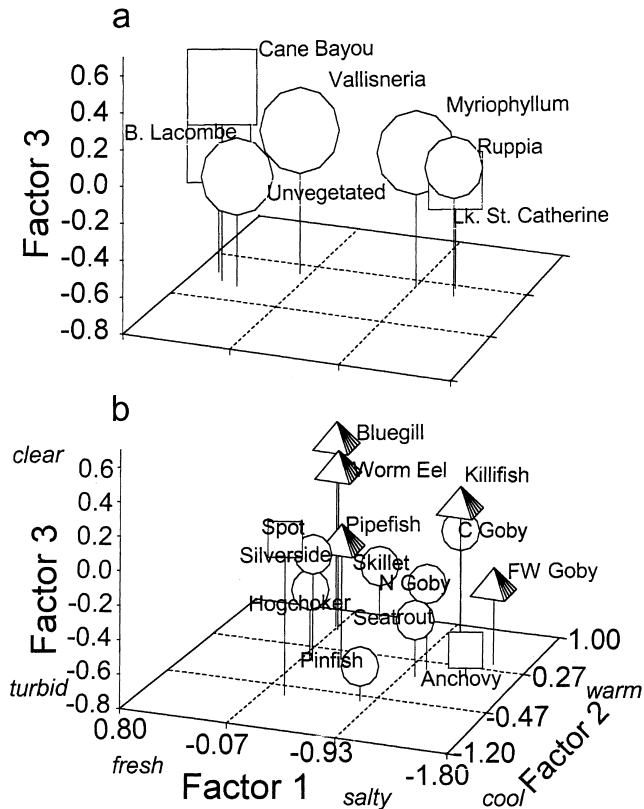 a
Cane Bayou
Vallisneria
Myriophyllum
B. Lacombe
Ruppia
Unvegetated
Lk. St. Catherine
Factor 3
0.6
0.4
0.2
0.0
-0.2
-0.4
-0.6
-0.8
b
clear
Bluegill
Worm Eel
Killifish
Spot
Pipefish
C Goby
Silverside
Skillet
N Goby
FW Goby
Hogchoker
Seatrout
Pinfish
Anchovy
Factor 3
0.6
0.4
0.2
0.0
-0.2
-0.4
-0.6
-0.8
turbid
1.00
0.27
warm
-0.47
-1.20
Factor 2
cool
0.80
-0.07
-0.93
-1.80
fresh
Factor 1
salty